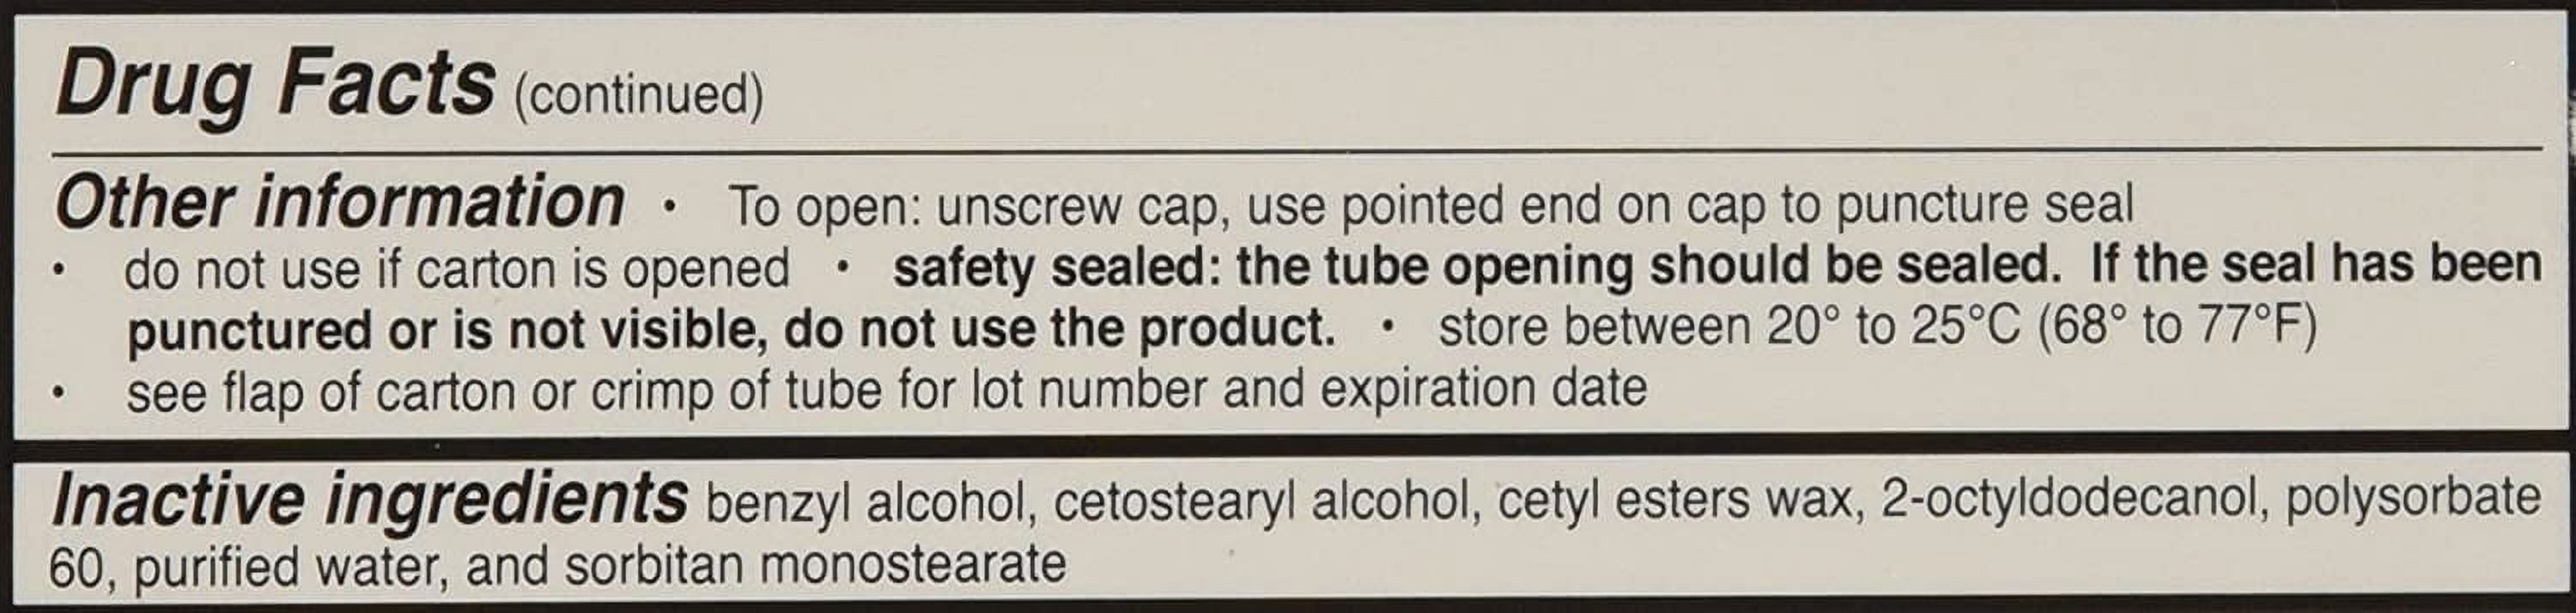 Drug Facts (continued)
Other information • To open: unscrew cap, use pointed end on cap to puncture seal
• do not use if carton is opened • safety sealed: the tube opening should be sealed. If the seal has been
punctured or is not visible, do not use the product. • store between 20° to 25°C (68° to 77°F)
• see flap of carton or crimp of tube for lot number and expiration date
Inactive ingredients benzyl alcohol, cetostearyl alcohol, cetyl esters wax, 2-octyldodecanol, polysorbate
60, purified water, and sorbitan monostearate